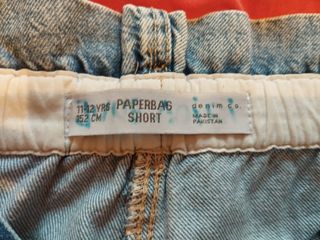 11-12 YRS
152 CM
PAPERBAG
SHORT
denim co.
MADE IN
PAKISTAN